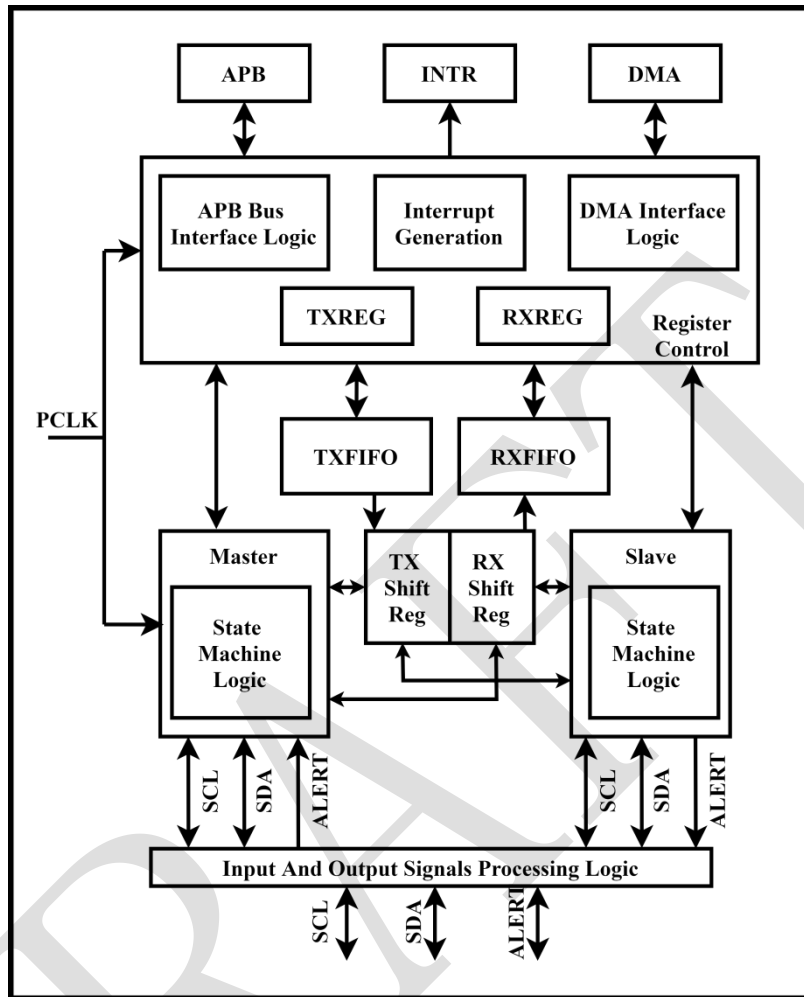 APB
INTR
DMA
APB Bus
Interface Logic
Interrupt
Generation
DMA Interface
Logic
TXREG
RXREG
Register
Control
PCLK
TXFIFO
RXFIFO
Master
TX
Shift
Reg
RX
Shift
Reg
Slave
State
Machine
Logic
State
Machine
Logic
SCL
SDA
ALERT
SCL
SDA
ALERT
Input And Output Signals Processing Logic
SCL
SDA
ALERT